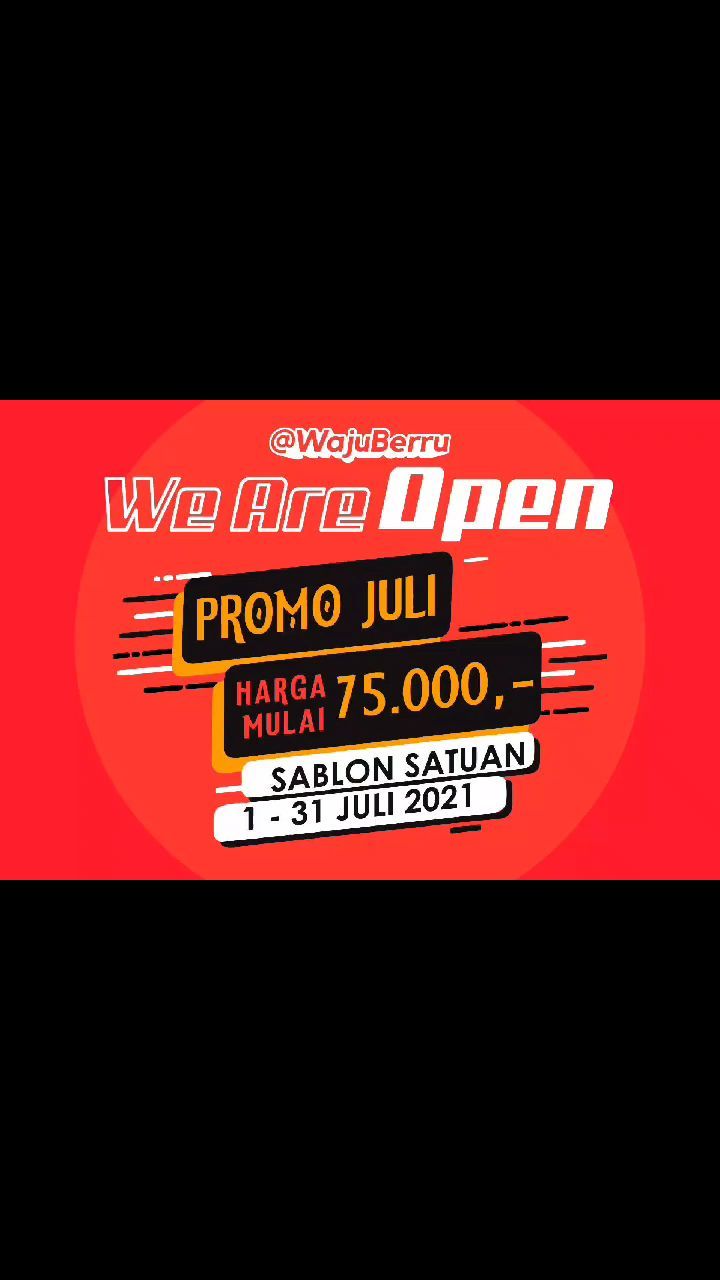 @WajuBerru
We Are Open
PROMO JULI
HARGA MULAI 75.000,-
SABLON SATUAN
1 - 31 JULI 2021